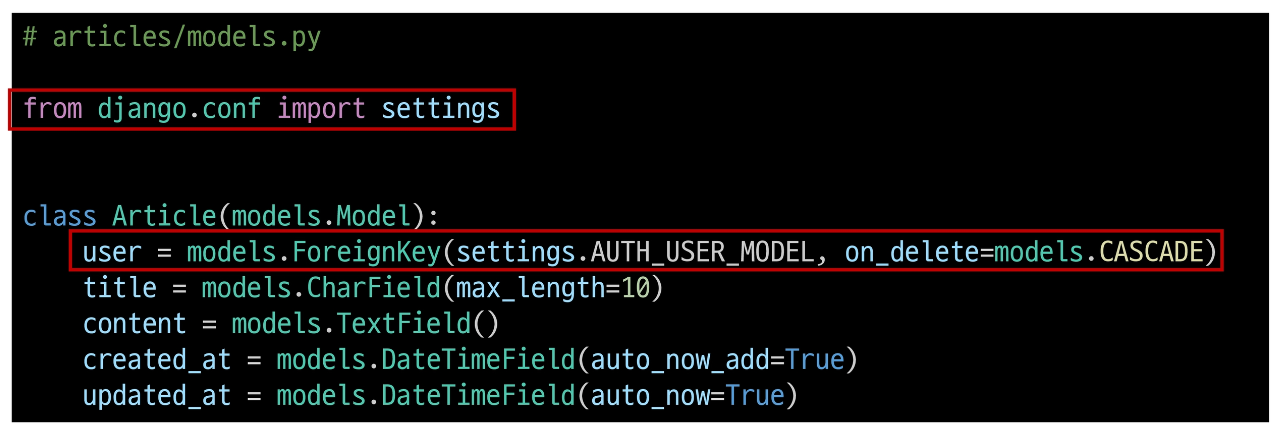 # articles/models.py
from django.conf import settings
class Article(models.Model):
    user = models.ForeignKey(settings.AUTH_USER_MODEL, on_delete=models.CASCADE)
    title = models.CharField(max_length=10)
    content = models.TextField()
    created_at = models.DateTimeField(auto_now_add=True)
    updated_at = models.DateTimeField(auto_now=True)